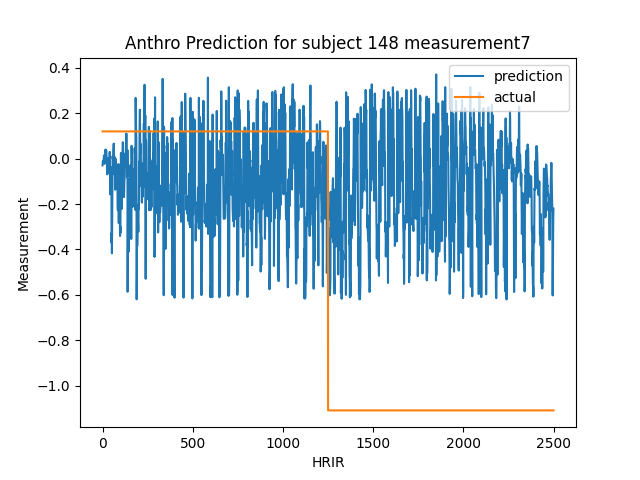 Anthro Prediction for subject 148 measurement7
prediction
actual
Measurement
0.4
0.2
0.0
−0.2
−0.4
−0.6
−0.8
−1.0
0 500 1000 1500 2000 2500
HRIR